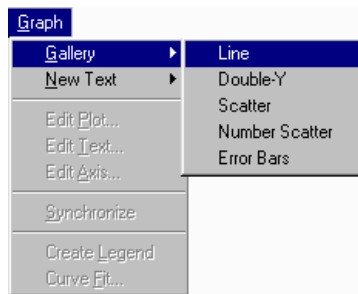 Graph
Gallery
Line
New Text
Double-Y
Scatter
Number Scatter
Error Bars
Edit Plot...
Edit Text...
Edit Axis...
Synchronize
Create Legend
Curve Fit...